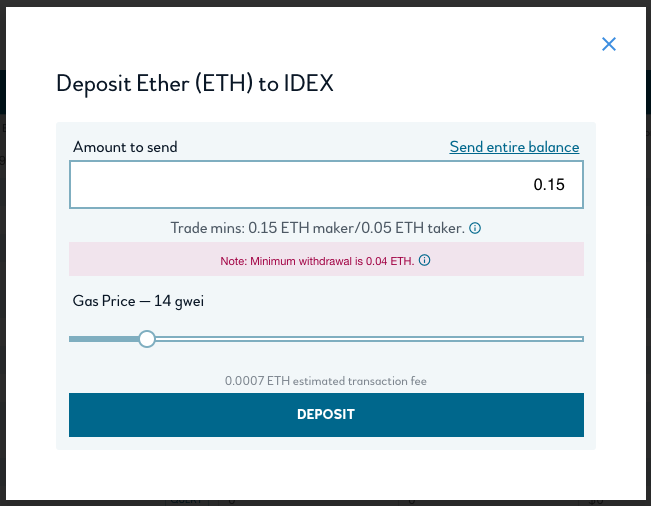 Deposit Ether (ETH) to IDEX
Amount to send Send entire balance
0.15
Trade mins: 0.15 ETH maker/0.05 ETH taker.
Note: Minimum withdrawal is 0.04 ETH.
Gas Price — 14 gwei
0.0007 ETH estimated transaction fee
DEPOSIT